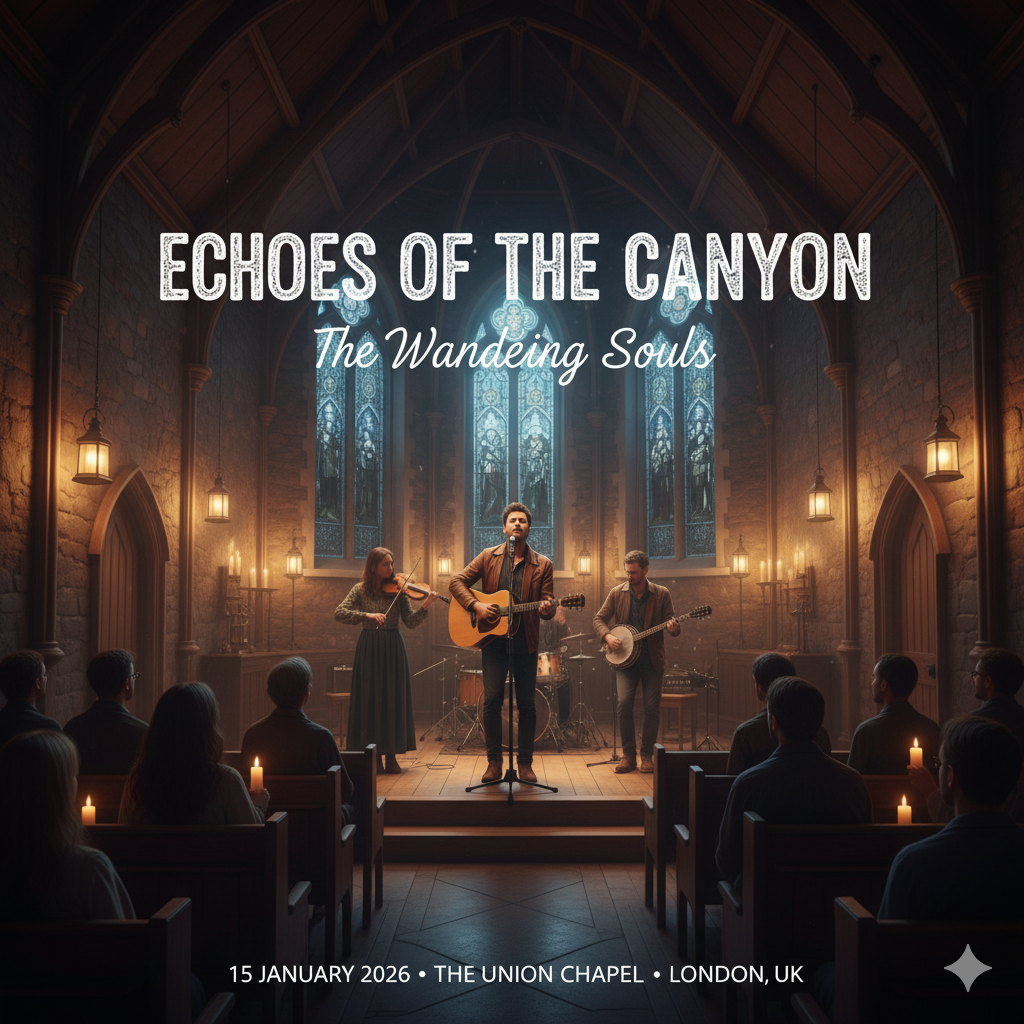 ECHOES OF THE CANYON
The Wandeing Souls
15 JANUARY 2026 • THE UNION CHAPEL • LONDON, UK